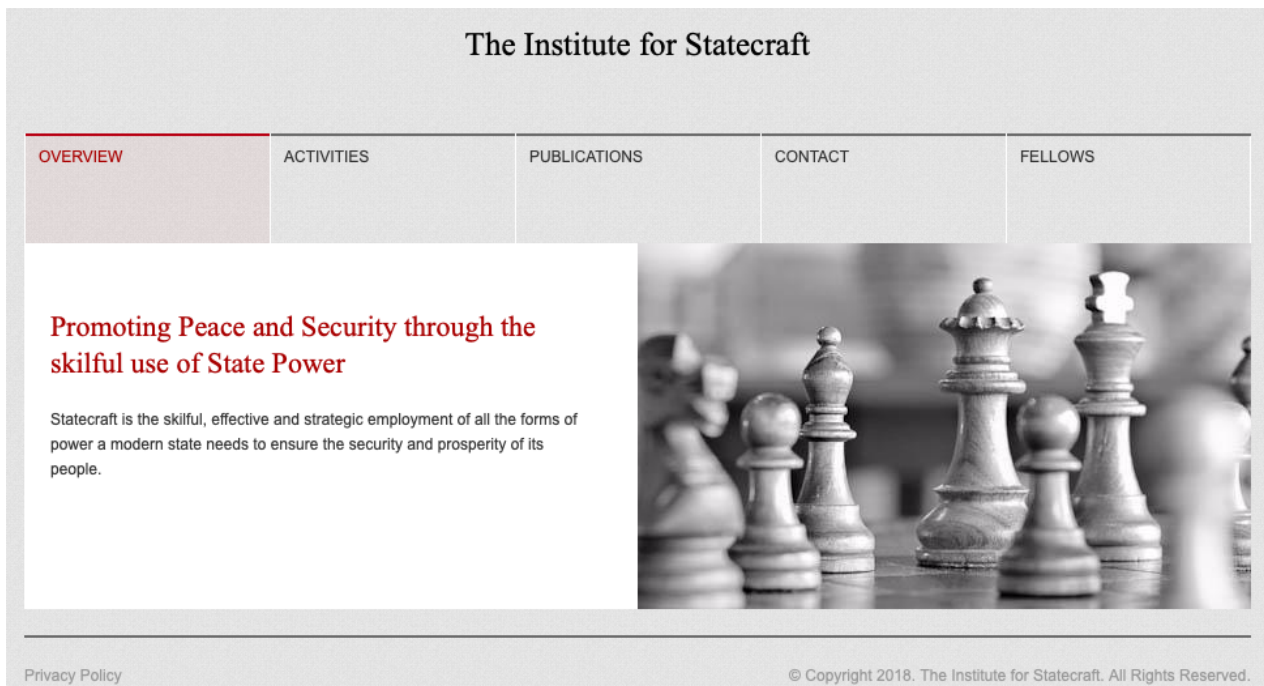 The Institute for Statecraft
OVERVIEW
ACTIVITIES
PUBLICATIONS
CONTACT
FELLOWS
Promoting Peace and Security through the
skilful use of State Power
Statecraft is the skilful, effective and strategic employment of all the forms of
power a modern state needs to ensure the security and prosperity of its
people.
Privacy Policy
© Copyright 2018. The Institute for Statecraft. All Rights Reserved.